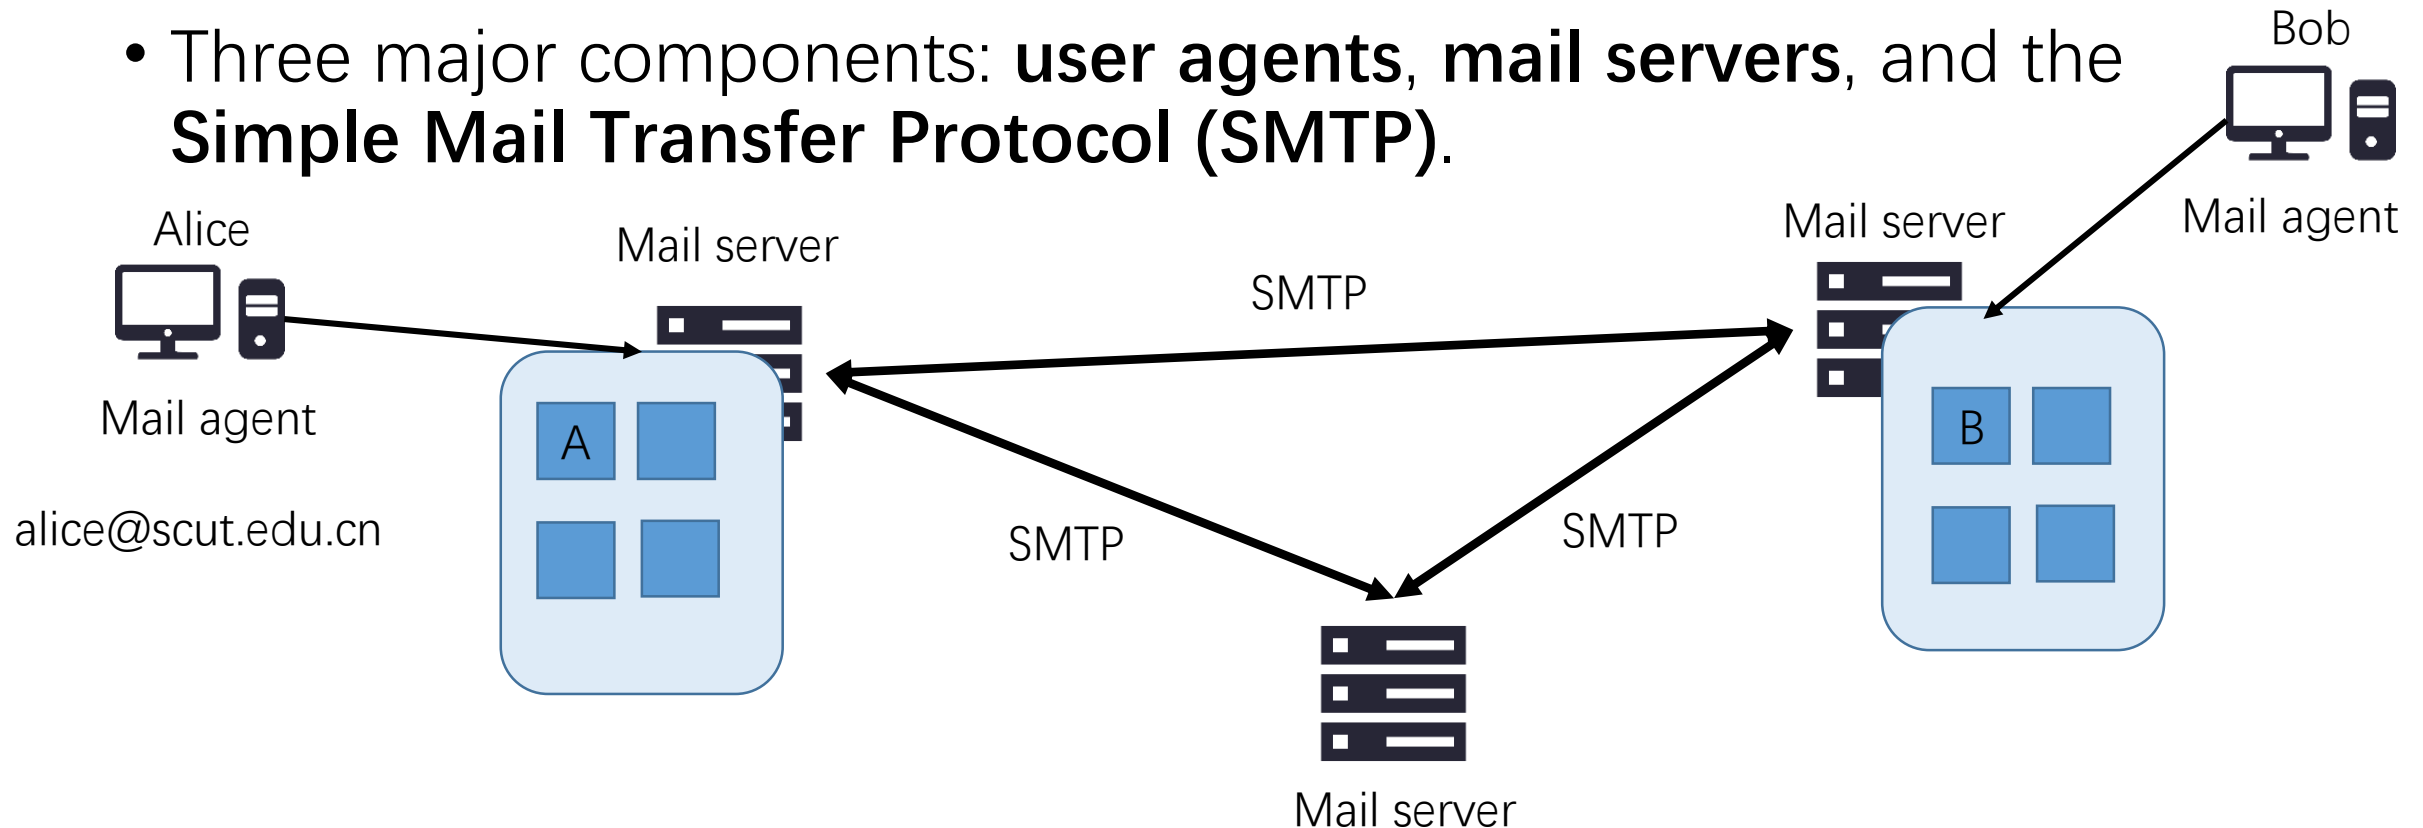 • Three major components: user agents, mail servers, and the
Simple Mail Transfer Protocol (SMTP).
Bob
Mail agent
Alice
Mail agent
alice@scut.edu.cn
Mail server
A
SMTP
Mail server
B
SMTP
SMTP
Mail server